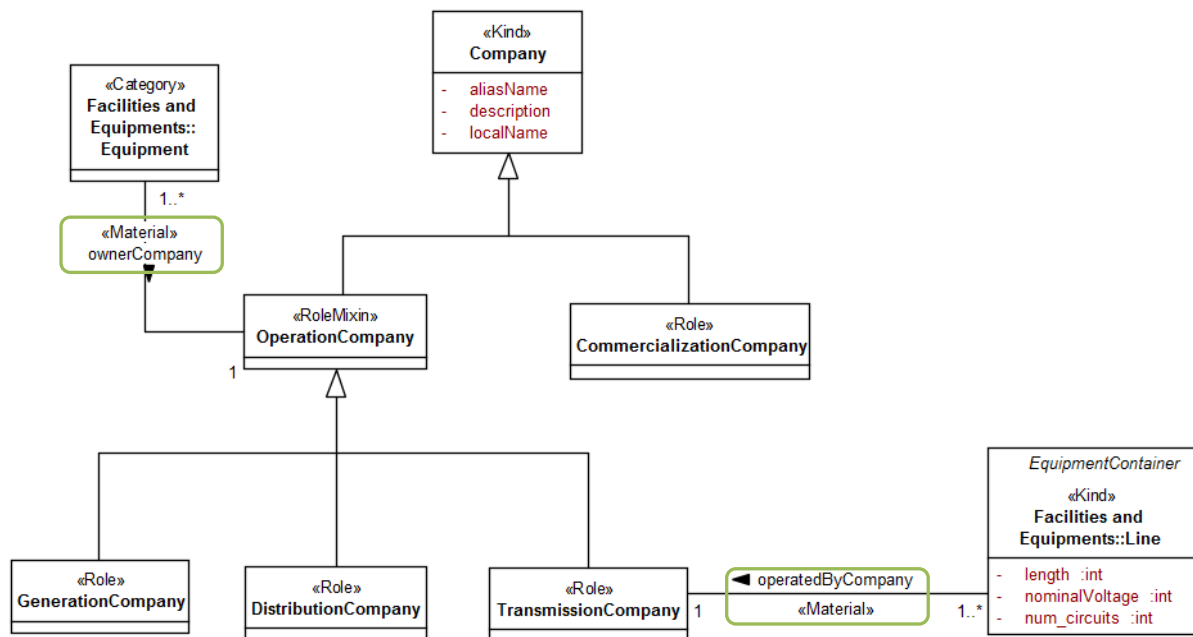 «Kind»
Company
- aliasName
- description
- localName
«Category»
Facilities and
Equipments::
Equipment
1..*
«Material»
ownerCompany
«RoleMixin»
OperationCompany
1
«Role»
CommercializationCompany
«Role»
GenerationCompany
«Role»
DistributionCompany
«Role»
TransmissionCompany
1
operatedByCompany
«Material»
1..*
EquipmentContainer
«Kind»
Facilities and
Equipments::Line
- length :int
- nominalVoltage :int
- num_circuits :int